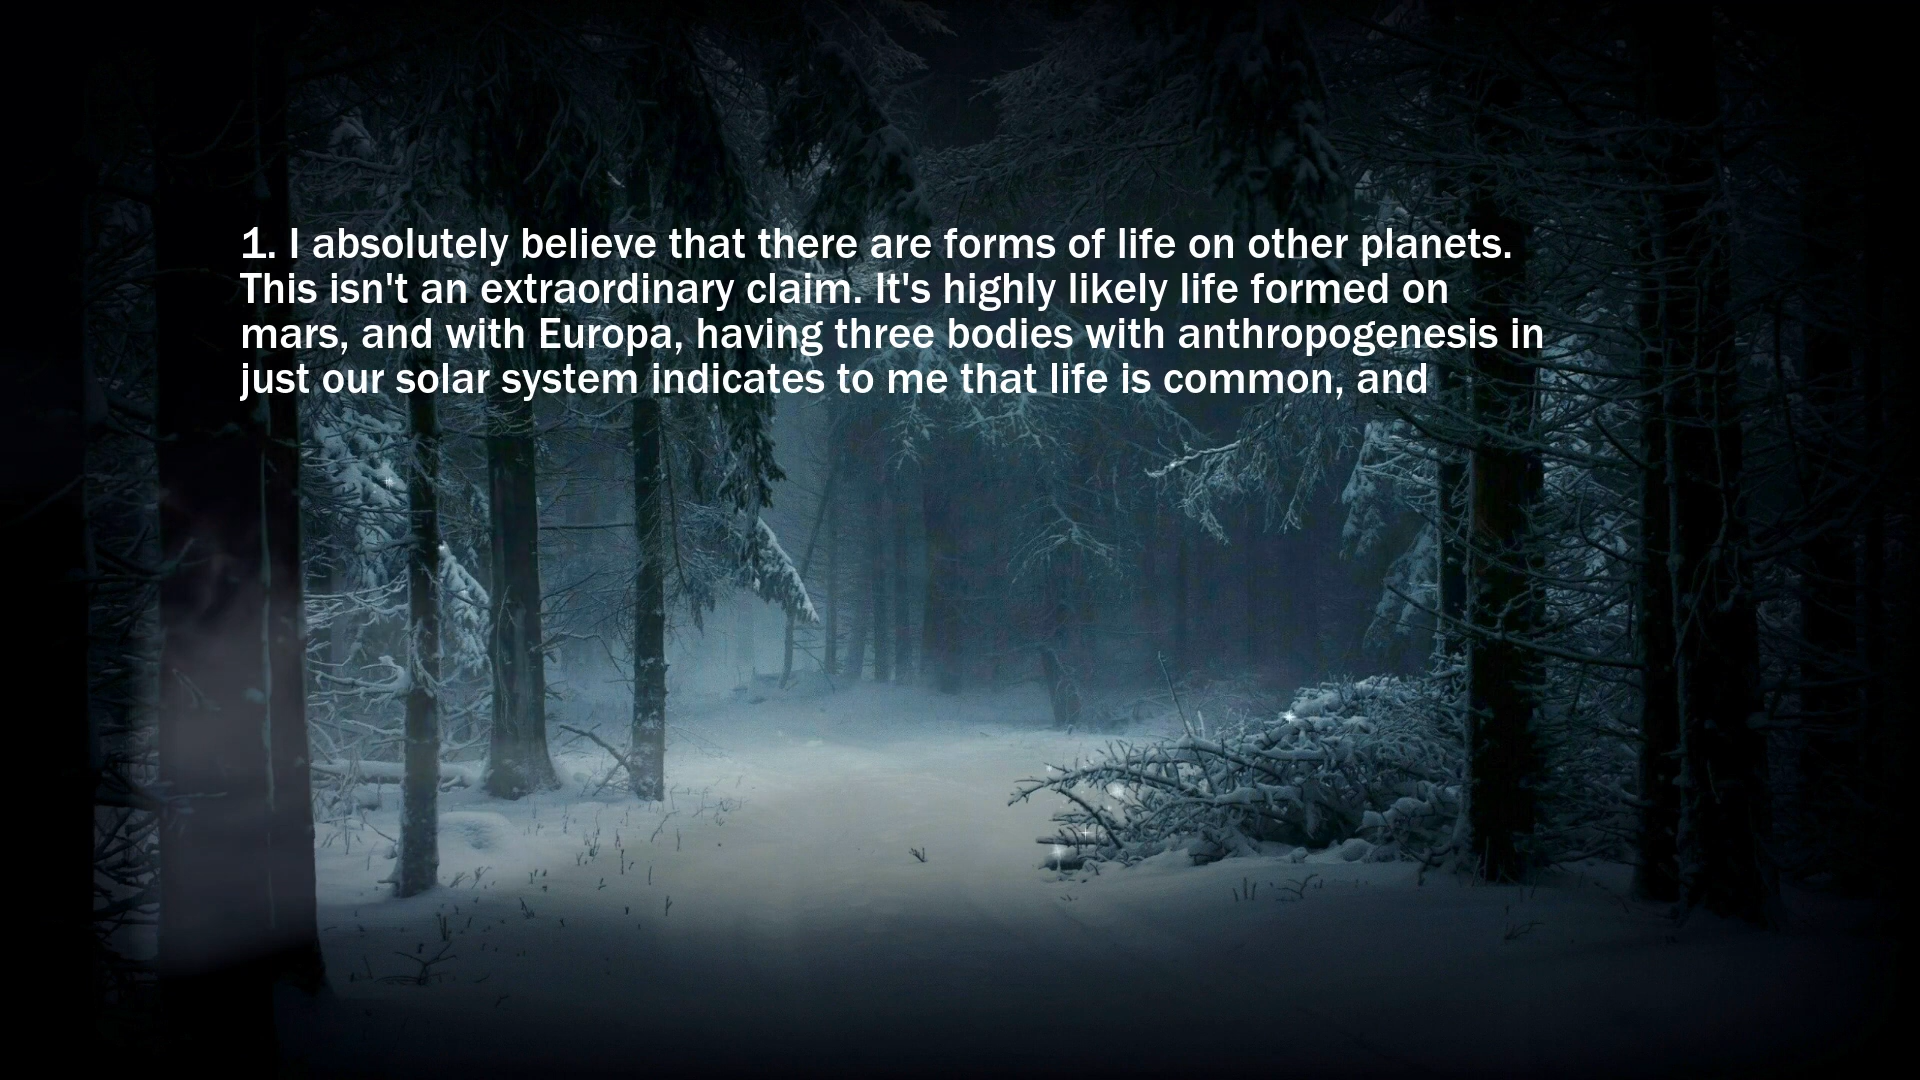 1. I absolutely believe that there are forms of life on other planets.
This isn't an extraordinary claim. It's highly likely life formed on
mars, and with Europa, having three bodies with anthropogenesis in
just our solar system indicates to me that life is common, and